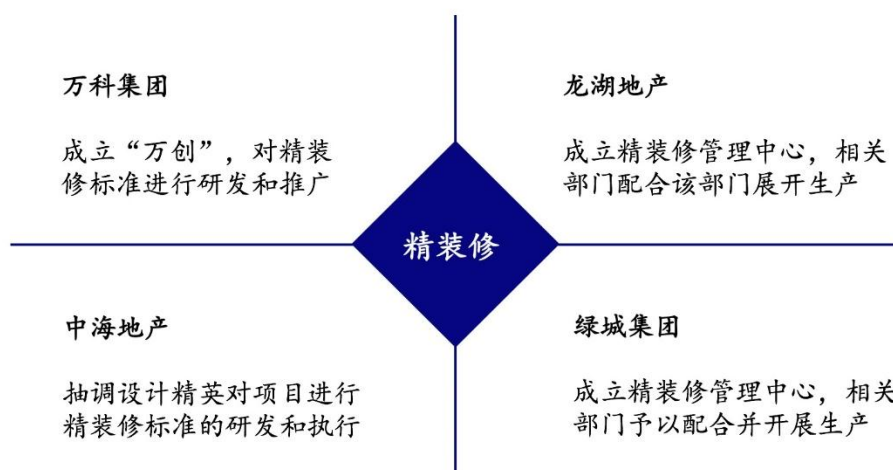 万科集团
成立“万创”，对精装
修标准进行研发和推广
龙湖地产
成立精装修管理中心，相关
部门配合该部门展开生产
精装修
中海地产
抽调设计精英对项目进行
精装修标准的研发和执行
绿城集团
成立精装修管理中心，相关
部门予以配合并开展生产